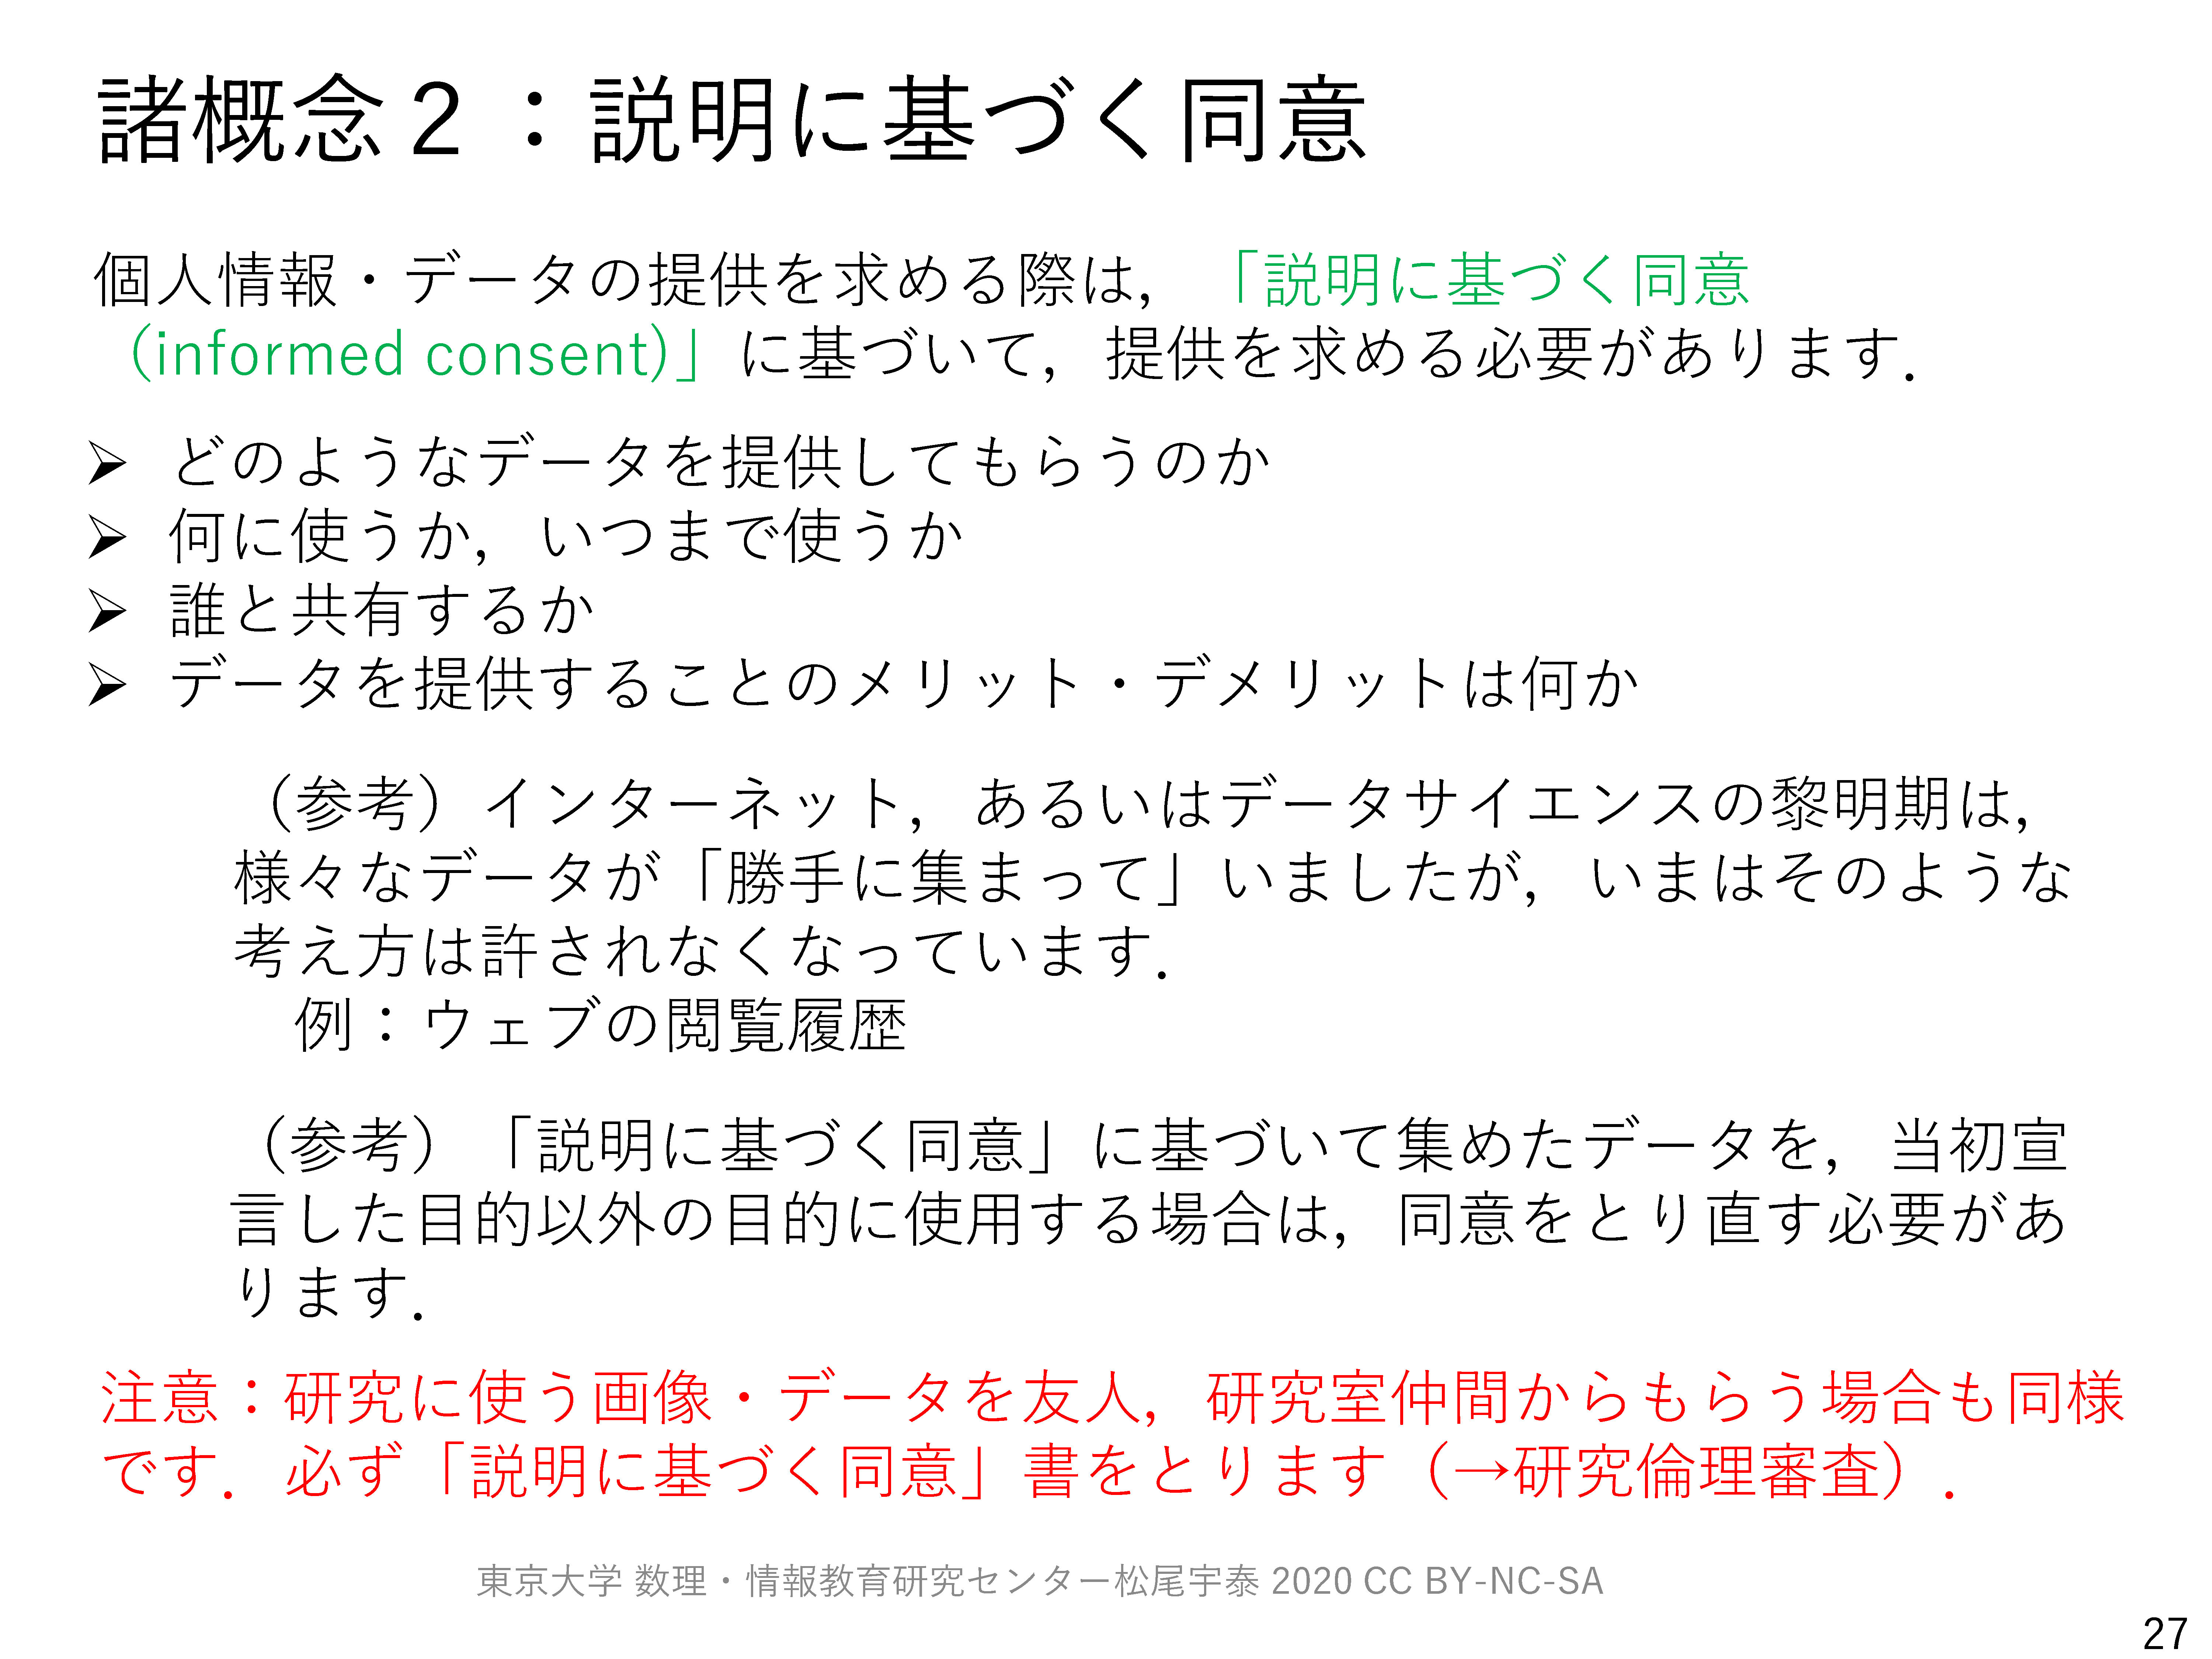 諸概念２：説明に基づく同意
個人情報・データの提供を求める際は，「説明に基づく同意
（informed consent)」に基づいて，提供を求める必要があります．
➢ どのようなデータを提供してもらうのか
➢ 何に使うか，いつまで使うか
➢ 誰と共有するか
➢ データを提供することのメリット・デメリットは何か
（参考）インターネット，あるいはデータサイエンスの黎明期は，
様々なデータが「勝手に集まって」いましたが，いまはそのような
考え方は許されなくなっています．
例：ウェブの閲覧履歴
（参考）「説明に基づく同意」に基づいて集めたデータを，当初宣
言した目的以外の目的に使用する場合は，同意をとり直す必要があ
ります．
注意：研究に使う画像・データを友人，研究室仲間からもらう場合も同様
です．必ず「説明に基づく同意」書をとります（→研究倫理審査）．
東京大学 数理・情報教育研究センター松尾宇泰 2020 CC BY-NC-SA
27